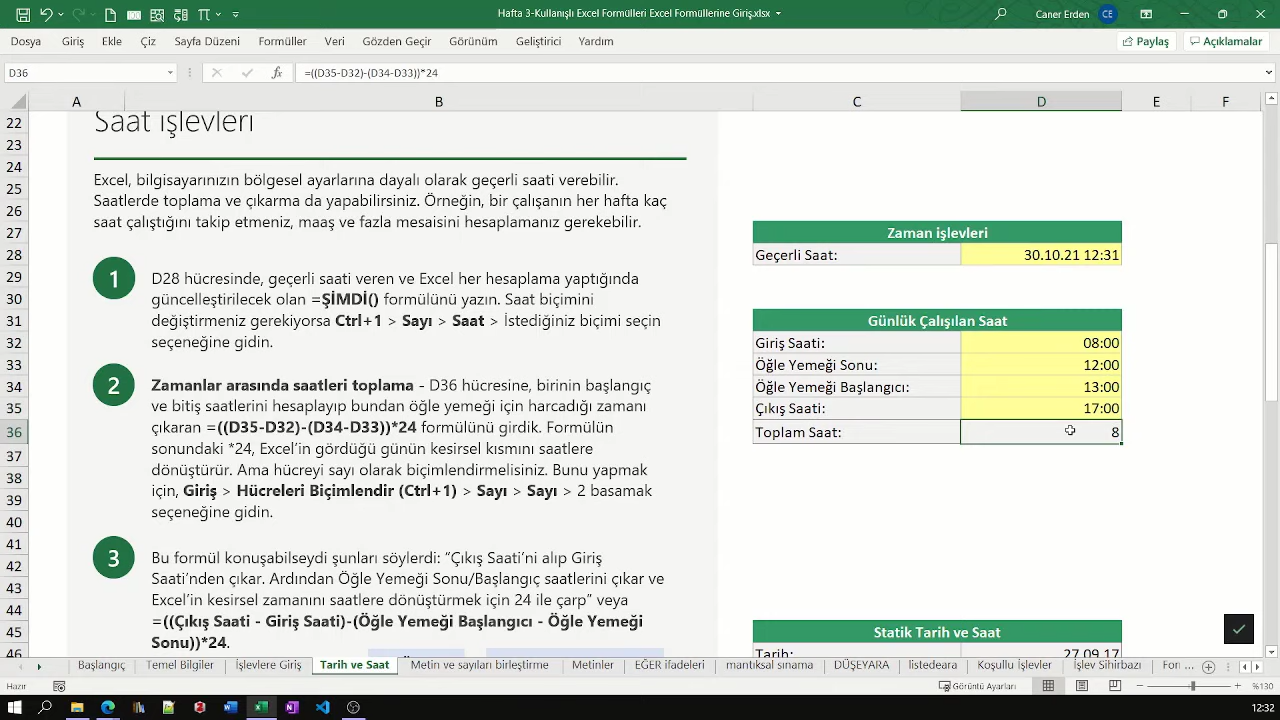 Hafta 3-Kullanışlı Excel Formülleri Excel Formüllerine Giriş.xlsx
Caner Erden
CE
Dosya Giriş Ekle Çiz Sayfa Düzeni Formüller Veri Gözden Geçir Görünüm Geliştirici Yardım
Paylaş Açıklamalar
D36 fx =((D35-D32)-(D34-D33))*24
A B C D E F
22 Saat işlevleri
23
24 Excel, bilgisayarınızın bölgesel ayarlarına dayalı olarak geçerli saati verebilir.
25 Saatlerde toplama ve çıkarma da yapabilirsiniz. Örneğin, bir çalışanın her hafta kaç
26 saat çalıştığını takip etmeniz, maaş ve fazla mesaisini hesaplamanız gerekebilir.
27 Zaman işlevleri
28 Geçerli Saat: 30.10.21 12:31
29 1 D28 hücresinde, geçerli saati veren ve Excel her hesaplama yaptığında
30 güncelleştirilecek olan =ŞİMDİ() formülünü yazın. Saat biçimini
31 değiştirmeniz gerekiyorsa Ctrl+1 > Sayı > Saat > İstediğiniz biçimi seçin
Günlük Çalışılan Saat
32 seçeneğine gidin.
Giriş Saati: 08:00
33 Öğle Yemeği Sonu: 12:00
34 2 Zamanlar arasında saatleri toplama - D36 hücresine, birinin başlangıç
Öğle Yemeği Başlangıcı: 13:00
35 ve bitiş saatlerini hesaplayıp bundan öğle yemeği için harcadığı zamanı
Çıkış Saati: 17:00
36 çıkaran =((D35-D32)-(D34-D33))*24 formülünü girdik. Formülün
Toplam Saat: 8
37 sonundaki *24, Excel'in gördüğü günün kesirsel kısmını saatlere
38 dönüştürür. Ama hücreyi sayı olarak biçimlendirmelisiniz. Bunu yapmak
39 için, Giriş > Hücreleri Biçimlendir (Ctrl+1) > Sayı > Sayı > 2 basamak
40 seçeneğine gidin.
41
42 3 Bu formül konuşabilseydi şunları söylerdi: "Çıkış Saati'ni alıp Giriş
43 Saati'nden çıkar. Ardından Öğle Yemeği Sonu/Başlangıç saatlerini çıkar ve
44 Excel'in kesirsel zamanını saatlere dönüştürmek için 24 ile çarp" veya
45 =((Çıkış Saati - Giriş Saati)-(Öğle Yemeği Başlangıcı - Öğle Yemeği
Statik Tarih ve Saat
46 Sonu))*24.
Tarih: 27.09.17
Başlangıç Temel Bilgiler İşlevlere Giriş Tarih ve Saat Metin ve sayıları birleştirme Metinler EĞER ifadeleri mantıksal sınama DÜŞEYARA listedeara Koşullu İşlevler İşlev Sihirbazı For ...
Hazır Görüntü Ayarları %130
12:32